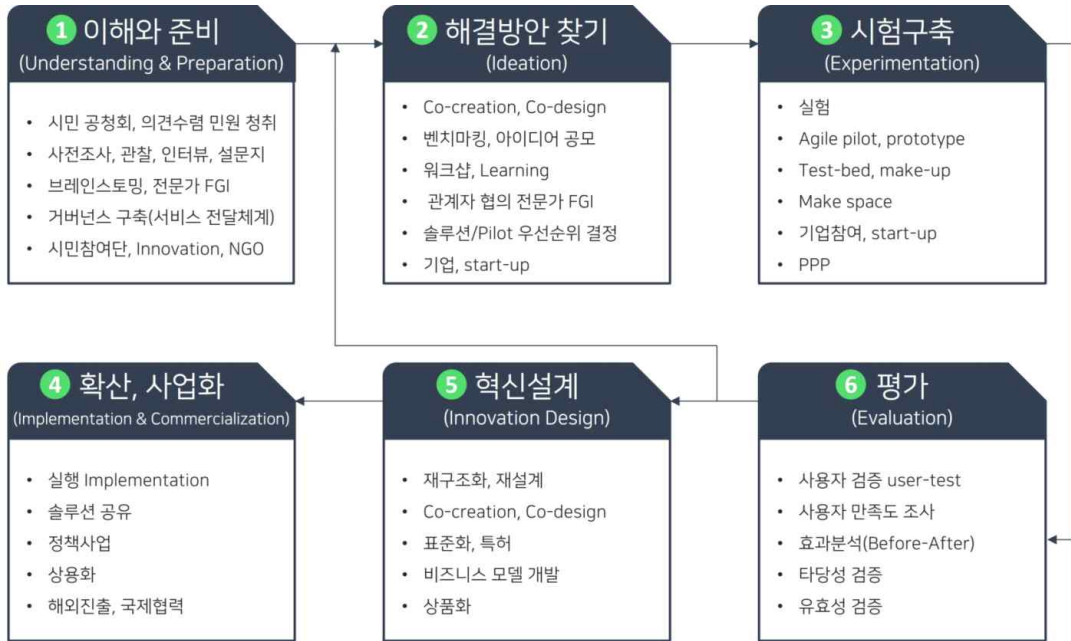 1 이해와 준비
(Understanding & Preparation)
• 시민 공청회, 의견수렴 민원 청취
• 사전조사, 관찰, 인터뷰, 설문지
• 브레인스토밍, 전문가 FGI
• 거버넌스 구축(서비스 전달체계)
• 시민참여단, Innovation, NGO
2 해결방안 찾기
(Ideation)
• Co-creation, Co-design
• 벤치마킹, 아이디어 공모
• 워크샵, Learning
• 관계자 협의 전문가 FGI
• 솔루션/Pilot 우선순위 결정
• 기업, start-up
3 시험구축
(Experimentation)
• 실험
• Agile pilot, prototype
• Test-bed, make-up
• Make space
• 기업참여, start-up
• PPP
4 확산, 사업화
(Implementation & Commercialization)
• 실행 Implementation
• 솔루션 공유
• 정책사업
• 상용화
• 해외진출, 국제협력
5 혁신설계
(Innovation Design)
• 재구조화, 재설계
• Co-creation, Co-design
• 표준화, 특허
• 비즈니스 모델 개발
• 상품화
6 평가
(Evaluation)
• 사용자 검증 user-test
• 사용자 만족도 조사
• 효과분석(Before-After)
• 타당성 검증
• 유효성 검증